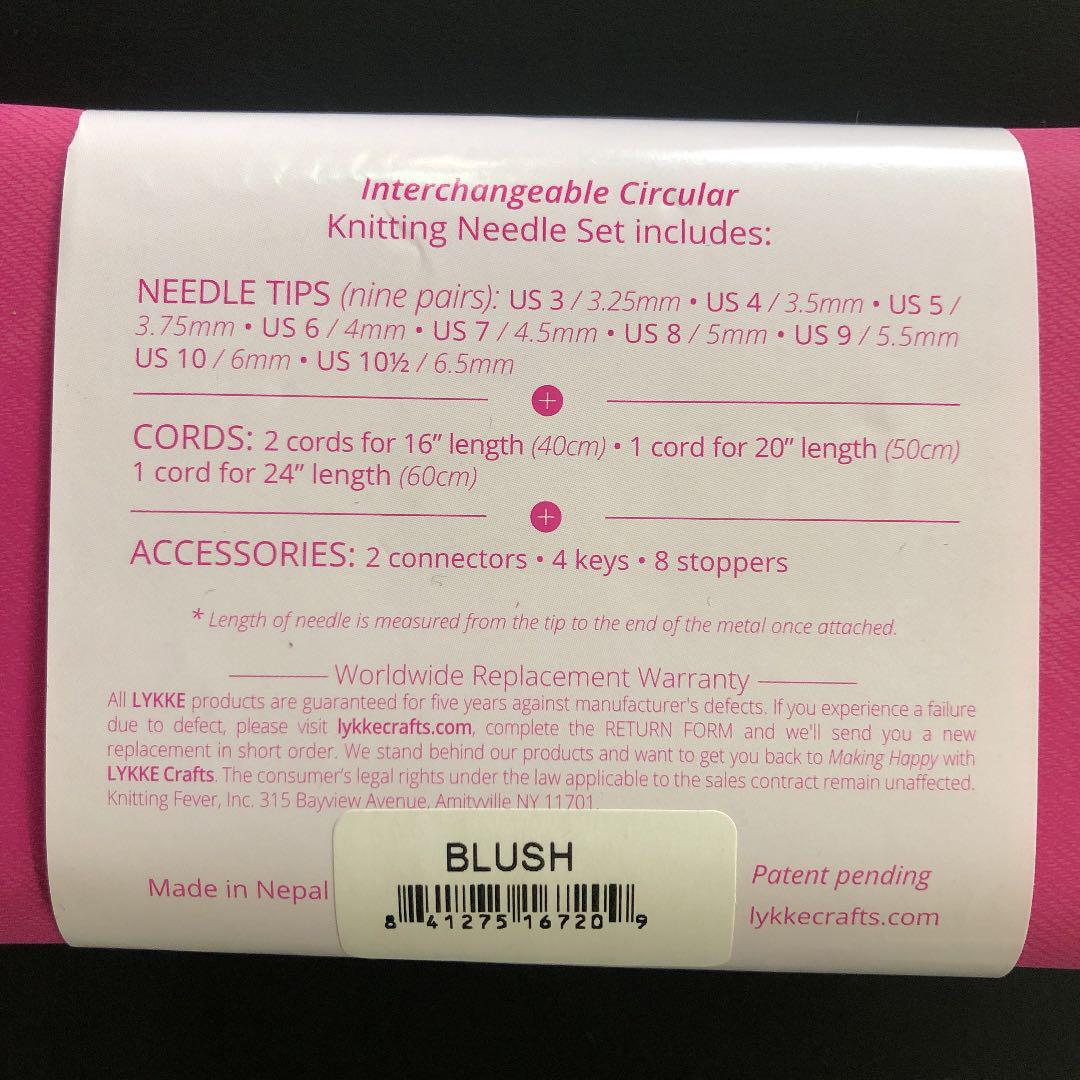 Interchangeable Circular
Knitting Needle Set includes:
NEEDLE TIPS (nine pairs): US 3 / 3.25mm • US 4 / 3.5mm • US 5 /
3.75mm • US 6 / 4mm • US 7 / 4.5mm • US 8 / 5mm • US 9 / 5.5mm
US 10 / 6mm • US 10½ / 6.5mm
+
CORDS: 2 cords for 16” length (40cm) • 1 cord for 20” length (50cm)
1 cord for 24” length (60cm)
+
ACCESSORIES: 2 connectors • 4 keys • 8 stoppers
* Length of needle is measured from the tip to the end of the metal once attached.
Worldwide Replacement Warranty
All LYKKE products are guaranteed for five years against manufacturer's defects. If you experience a failure
due to defect, please visit lykkecrafts.com, complete the RETURN FORM and we'll send you a new
replacement in short order. We stand behind our products and want to get you back to Making Happy with
LYKKE Crafts. The consumer's legal rights under the law applicable to the sales contract remain unaffected.
Knitting Fever, Inc. 315 Bayview Avenue, Amityville NY 11701.
Made in Nepal
BLUSH
8 41275 16720 9
Patent pending
lykkecrafts.com